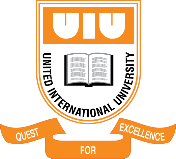 UIU
UNITED INTERNATIONAL UNIVERSITY
QUEST
FOR
EXCELLENCE